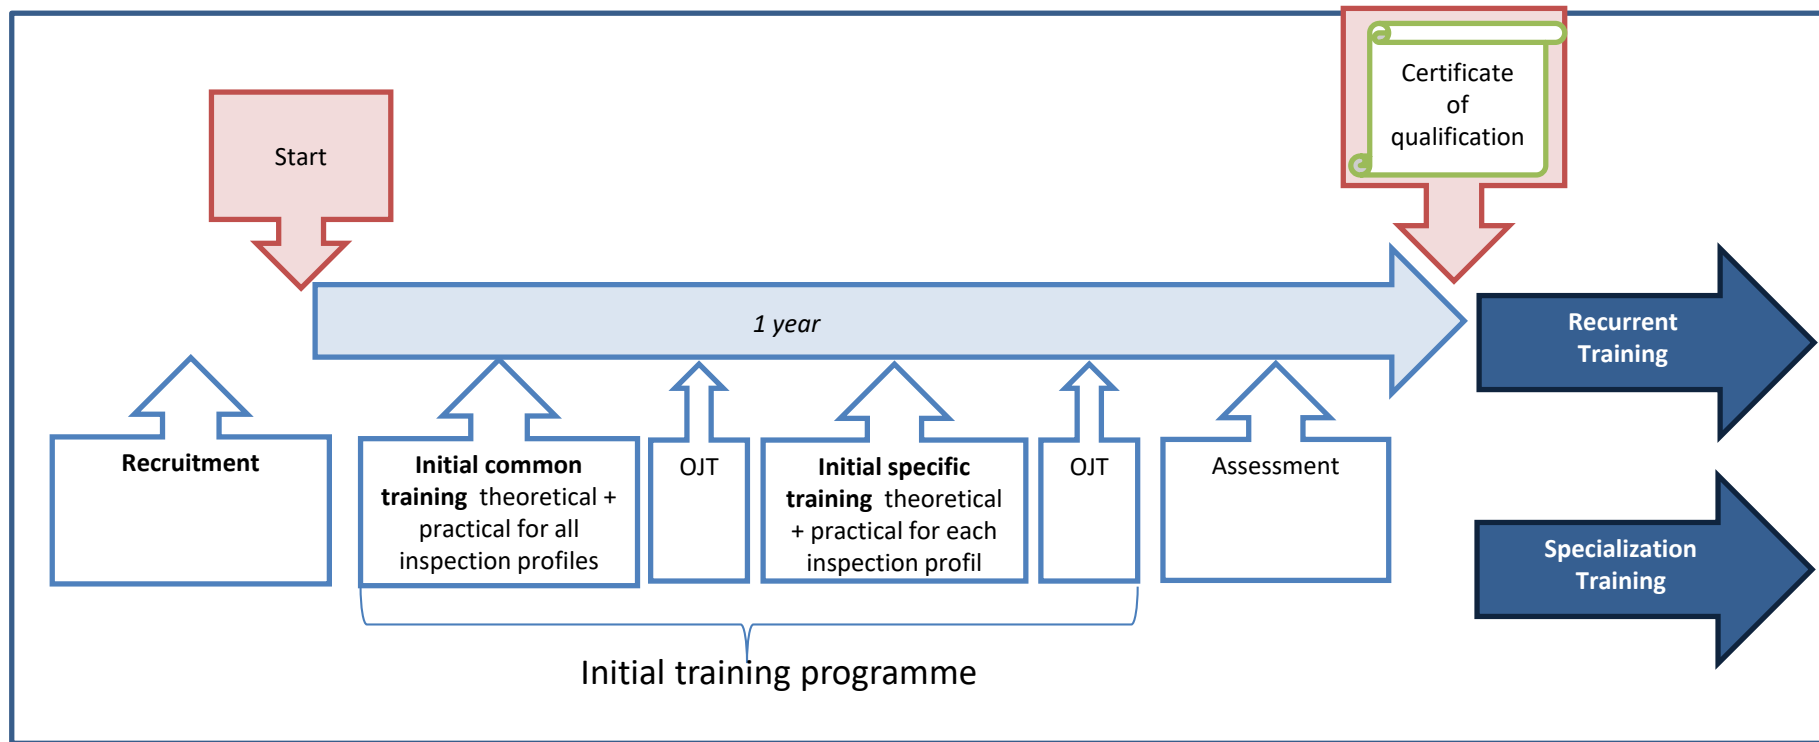 Certificate
of
qualification
Start
1 year
Recurrent
Training
Recruitment
Initial common
training theoretical +
practical for all
inspection profiles
OJT
Initial specific
training theoretical
+ practical for each
inspection profil
OJT
Assessment
Specialization
Training
Initial training programme